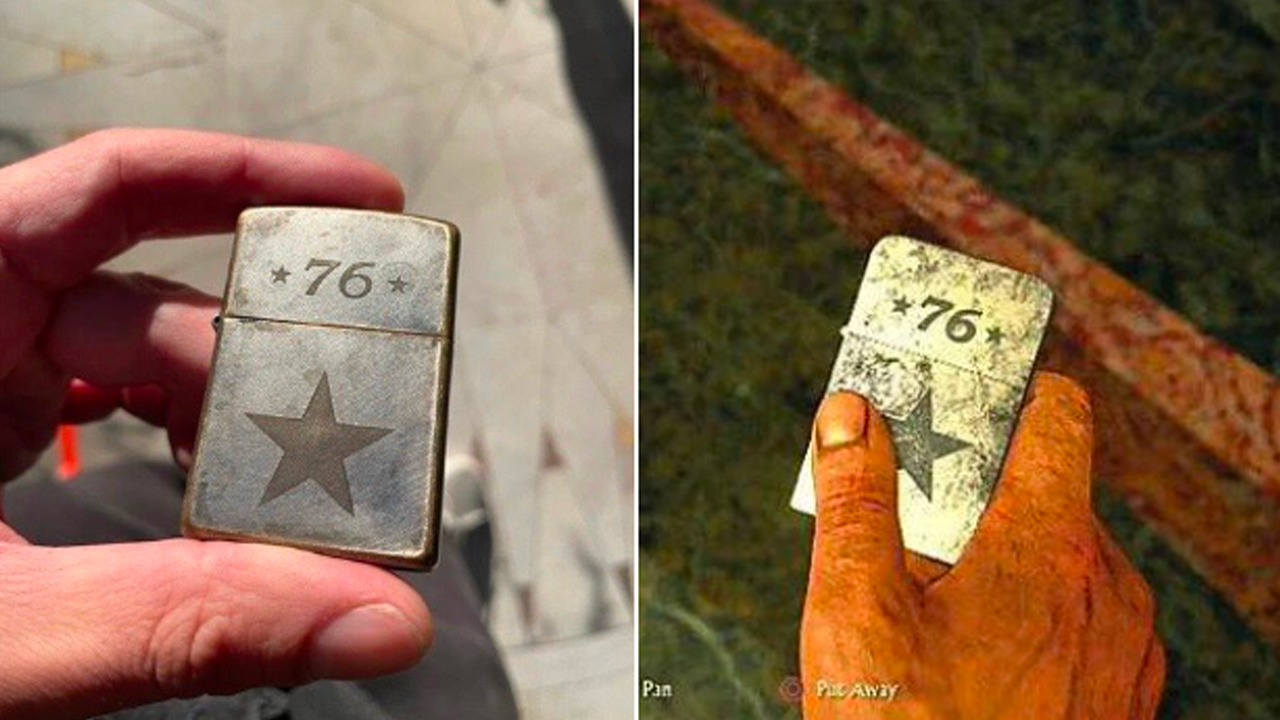 ★ 76 ★
★ 76 ★
Pan
Put Away